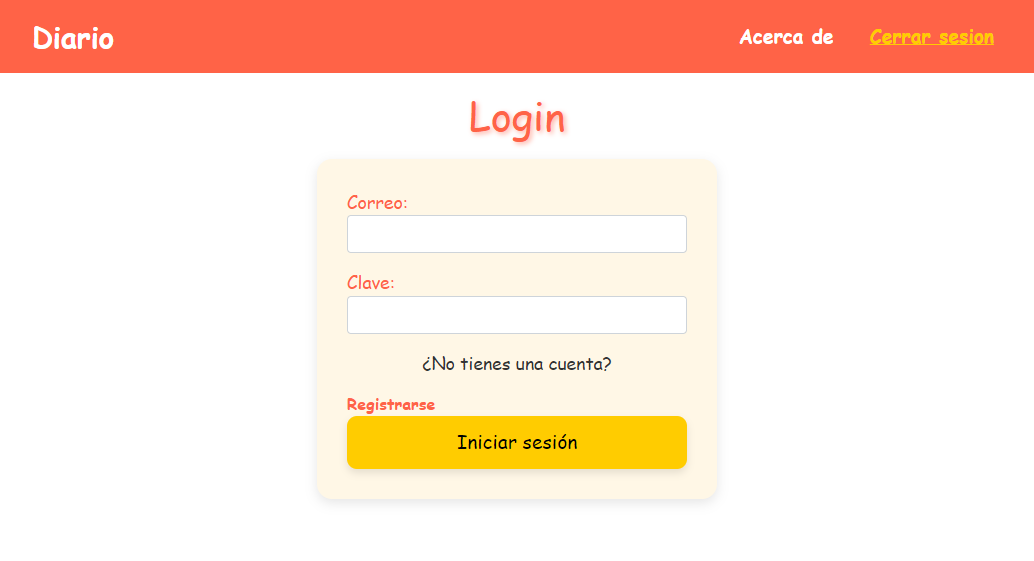 Diario
Acerca de
Cerrar sesion
Login
Correo:
Clave:
¿No tienes una cuenta?
Registrarse
Iniciar sesión